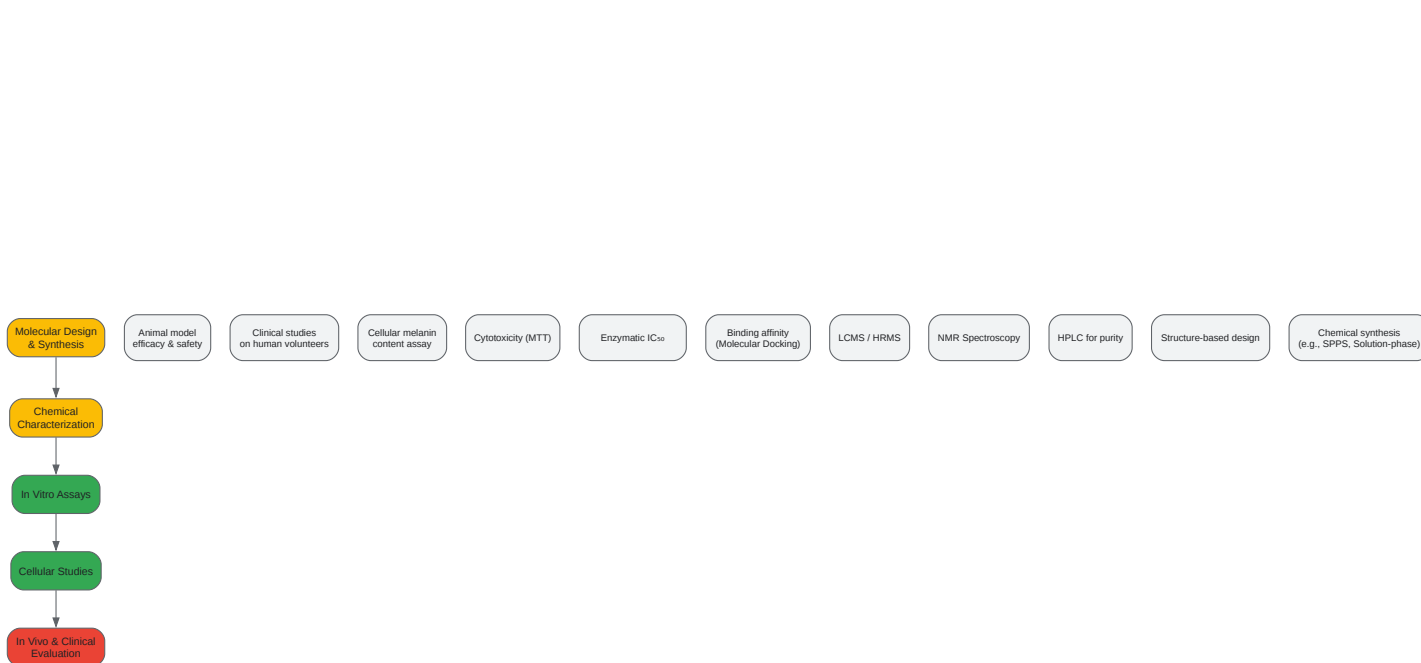 Molecular Design
& Synthesis
Animal model
efficacy & safety
Clinical studies
on human volunteers
Cellular melanin
content assay
Cytotoxicity (MTT)
Enzymatic IC₅₀
Binding affinity
(Molecular Docking)
LCMS / HRMS
NMR Spectroscopy
HPLC for purity
Structure-based design
Chemical synthesis
(e.g., SPPS, Solution-phase)
Chemical
Characterization
In Vitro Assays
Cellular Studies
In Vivo & Clinical
Evaluation